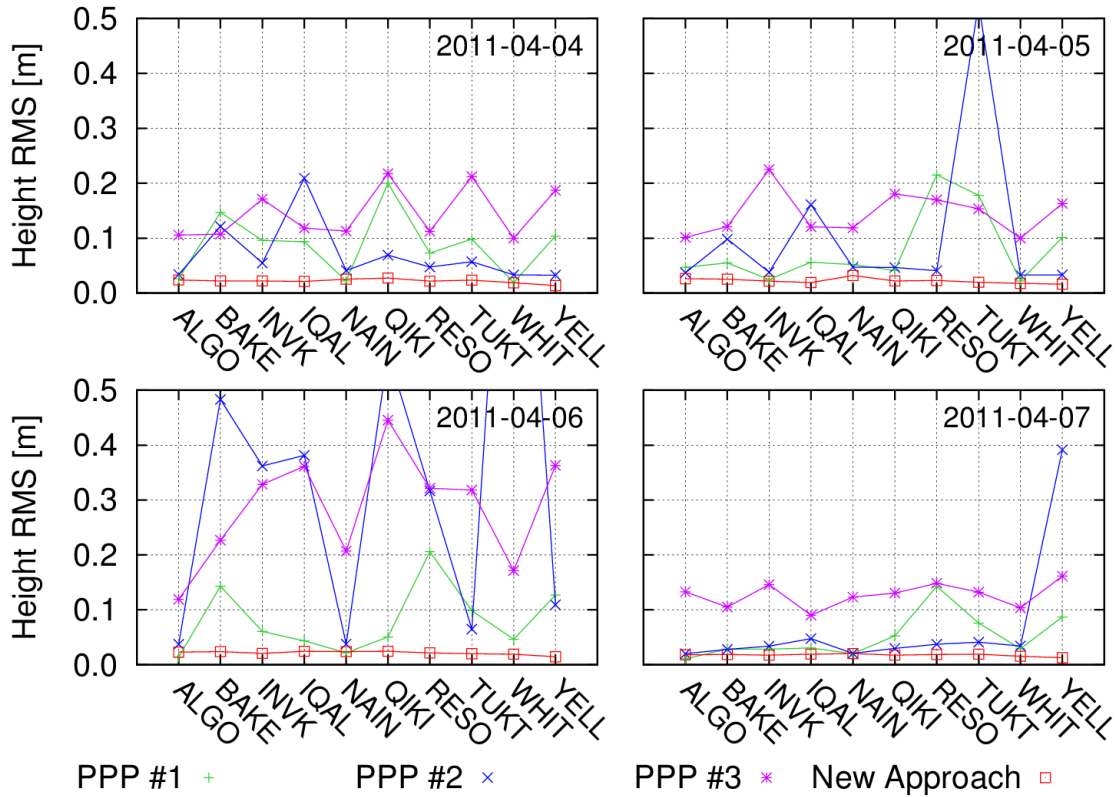 Height RMS [m]
0.5
0.4
0.3
0.2
0.1
0.0
2011-04-04
ALGO
BAKE
INVK
IQAL
NAIN
QIKI
RESO
TUKT
WHIT
YELL
2011-04-05
ALGO
BAKE
INVK
IQAL
NAIN
QIKI
RESO
TUKT
WHIT
YELL
Height RMS [m]
0.5
0.4
0.3
0.2
0.1
0.0
2011-04-06
ALGO
BAKE
INVK
IQAL
NAIN
QIKI
RESO
TUKT
WHIT
YELL
2011-04-07
ALGO
BAKE
INVK
IQAL
NAIN
QIKI
RESO
TUKT
WHIT
YELL
PPP #1 PPP #2 PPP #3 New Approach